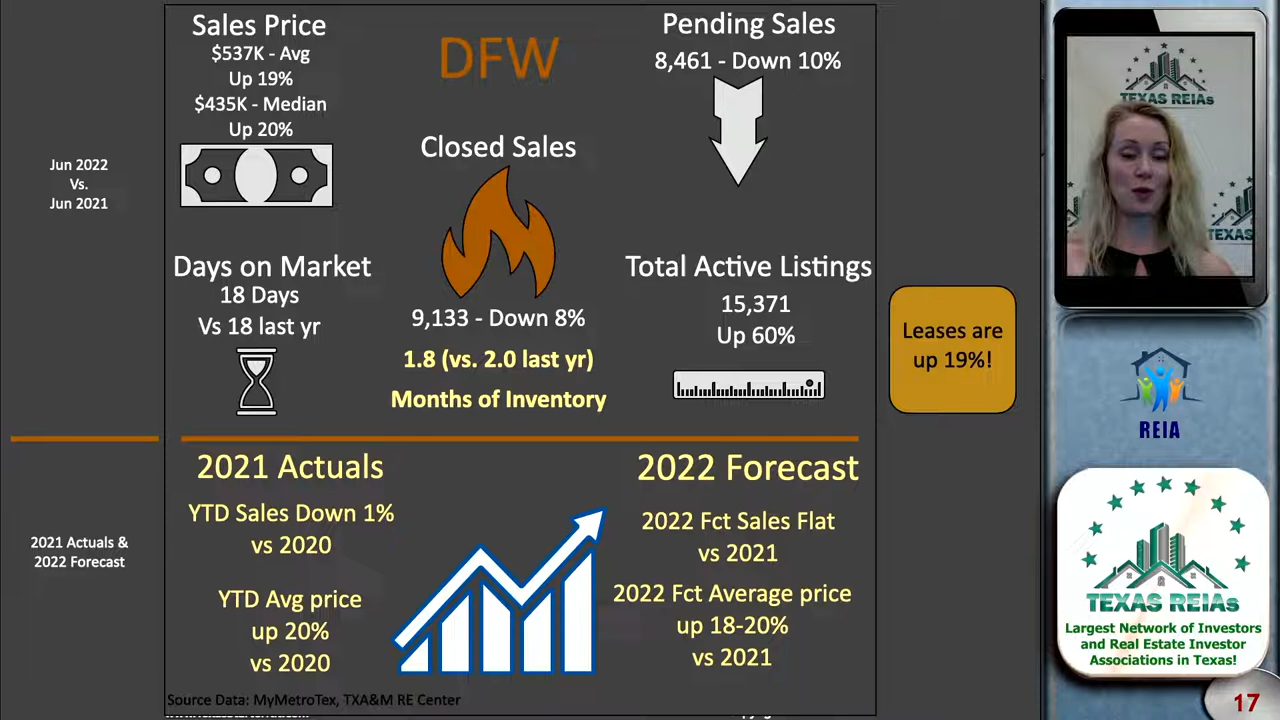 Jun 2022
Vs.
Jun 2021
Sales Price
$537K - Avg
Up 19%
$435K - Median
Up 20%
DFW
Pending Sales
8,461 - Down 10%
Closed Sales
9,133 - Down 8%
1.8 (vs. 2.0 last yr)
Months of Inventory
Days on Market
18 Days
Vs 18 last yr
Total Active Listings
15,371
Up 60%
Leases are
up 19%!
2021 Actuals &
2022 Forecast
2021 Actuals
YTD Sales Down 1%
vs 2020
YTD Avg price
up 20%
vs 2020
2022 Forecast
2022 Fct Sales Flat
vs 2021
2022 Fct Average price
up 18-20%
vs 2021
Source Data: MyMetroTex, TXA&M RE Center
TEXAS REIAs
TEXAS
REIA
TEXAS REIAs
Largest Network of Investors
and Real Estate Investor
Associations in Texas!
17